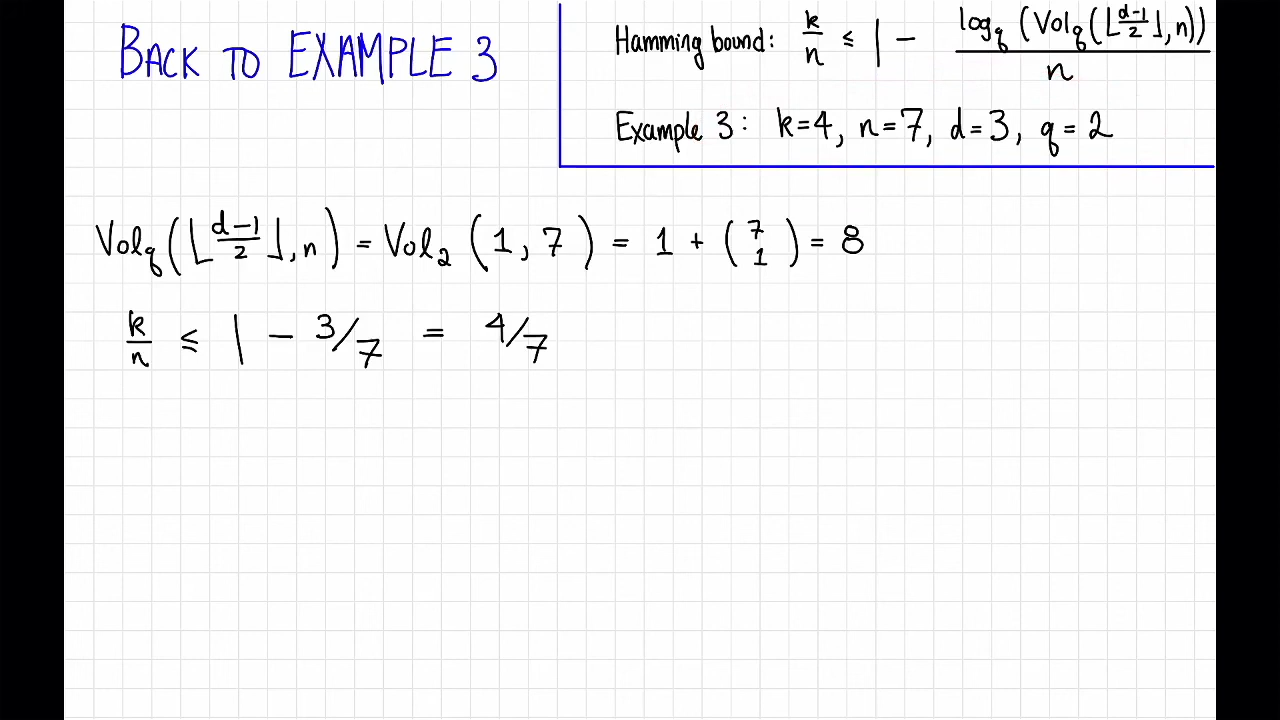 BACK TO EXAMPLE 3
Hamming bound: k/n ≤ 1 − log_q (Vol_q(⌊(d−1)/2⌋, n)) / n
Example 3: k=4, n=7, d=3, q=2
Vol_q(⌊(d−1)/2⌋, n) = Vol_2 (1, 7) = 1 + (7 1) = 8
k/n ≤ 1 − 3/7 = 4/7